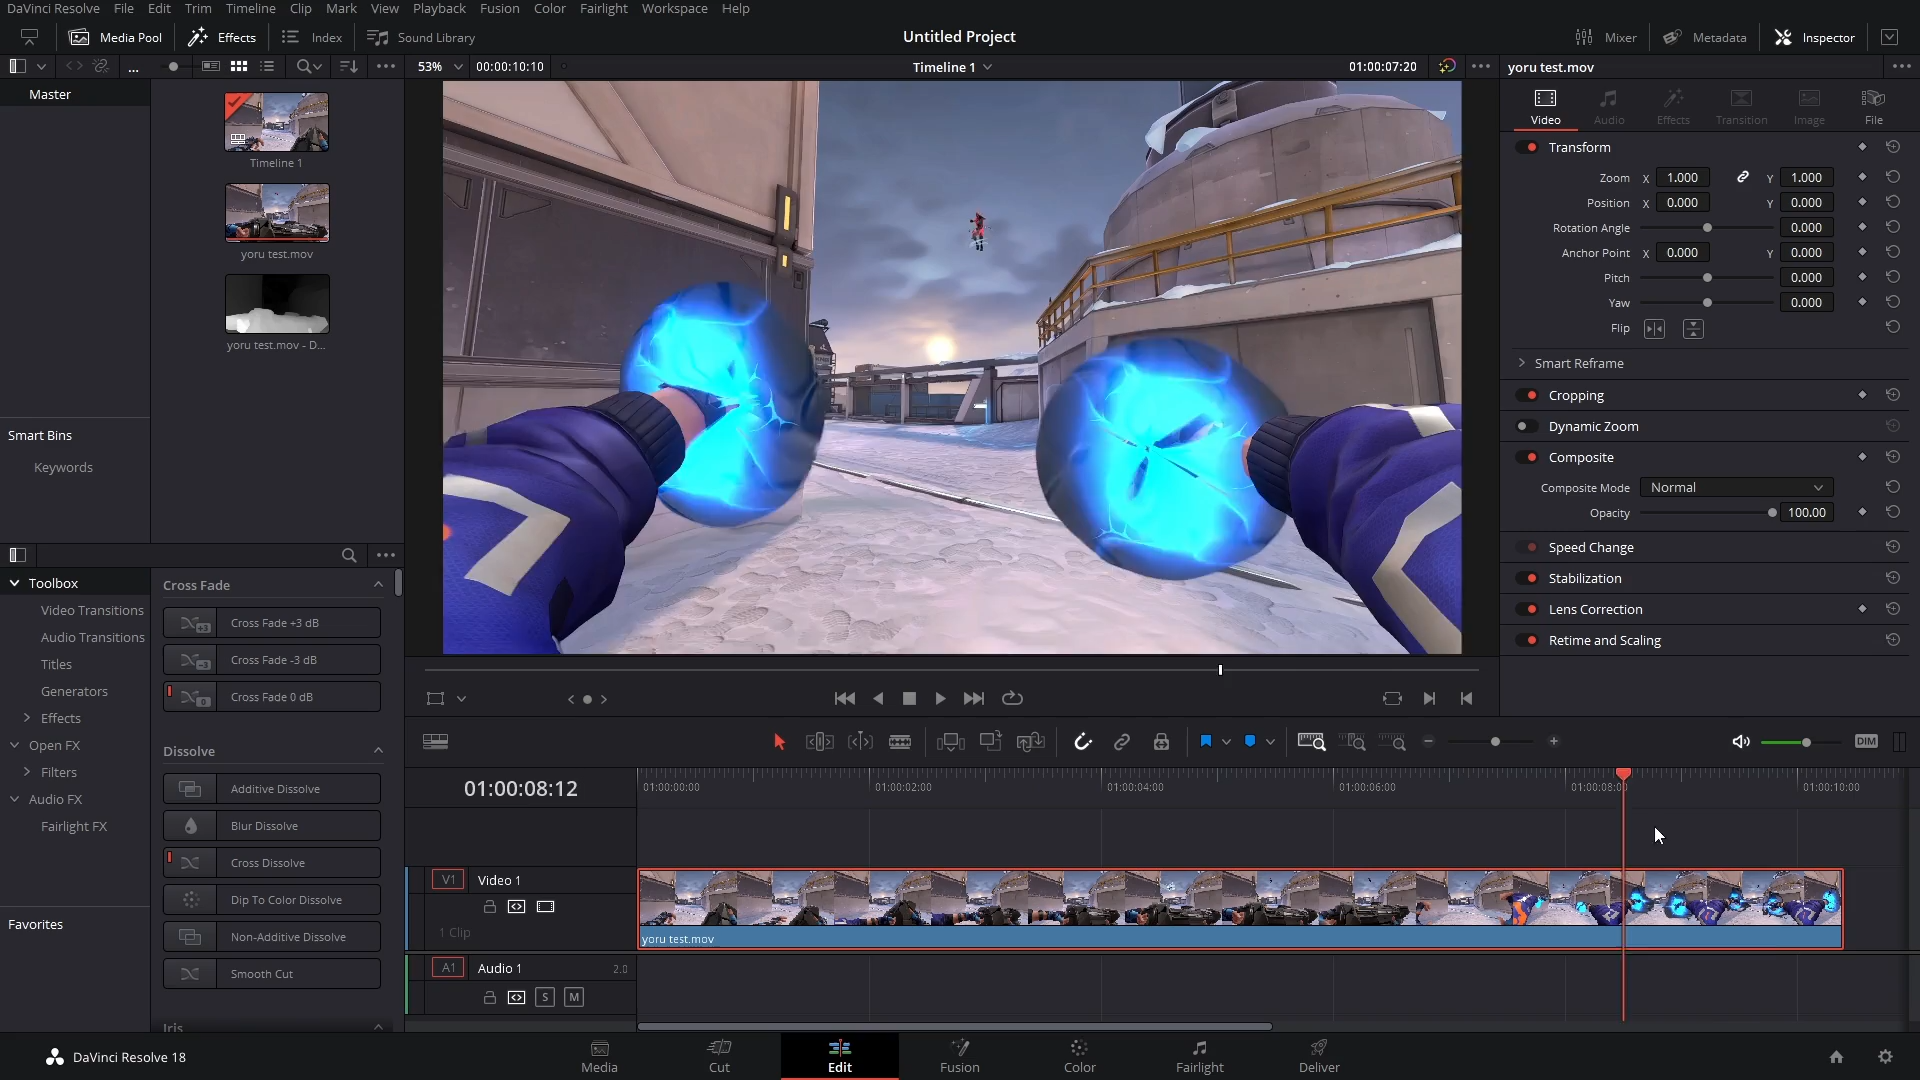 DaVinci Resolve File Edit Trim Timeline Clip Mark View Playback Fusion Color Fairlight Workspace Help
Media Pool Effects Index Sound Library Untitled Project Mixer Metadata Inspector
... 53% 00:00:10:10 Timeline 1 01:00:07:20 yoru test.mov
Master
Timeline 1
yoru test.mov
yoru test.mov - D...
Smart Bins
Keywords
Video Audio Effects Transition Image File
Transform
Zoom X 1.000 Y 1.000
Position X 0.000 Y 0.000
Rotation Angle 0.000
Anchor Point X 0.000 Y 0.000
Pitch 0.000
Yaw 0.000
Flip
Smart Reframe
Cropping
Dynamic Zoom
Composite
Composite Mode Normal
Opacity 100.00
Speed Change
Stabilization
Lens Correction
Retime and Scaling
Toolbox
Video Transitions
Audio Transitions
Titles
Generators
Effects
Open FX
Filters
Audio FX
Fairlight FX
Favorites
Cross Fade
+3 Cross Fade +3 dB
-3 Cross Fade -3 dB
0 Cross Fade 0 dB
Dissolve
Additive Dissolve
Blur Dissolve
Cross Dissolve
Dip To Color Dissolve
Non-Additive Dissolve
Smooth Cut
Iris
DIM
01:00:08:12 01:00:00:00 01:00:02:00 01:00:04:00 01:00:06:00 01:00:08:00 01:00:10:00
V1 Video 1
1 Clip
yoru test.mov
A1 Audio 1 2.0
S M
DaVinci Resolve 18 Media Cut Edit Fusion Color Fairlight Deliver